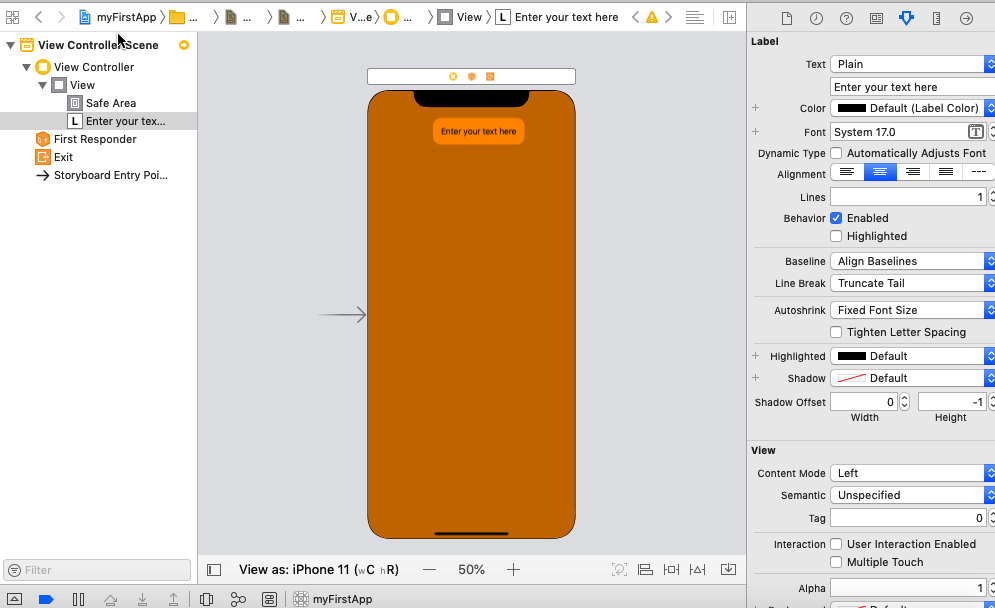 myFirstApp 〉 ... 〉 ... 〉 ... 〉 V...e 〉 ... 〉 View 〉 L Enter your text here
View Controller Scene
View Controller
View
Safe Area
L Enter your tex...
First Responder
Exit
Storyboard Entry Poi...
Filter
Enter your text here
View as: iPhone 11 (wC hR) — 50% +
myFirstApp
Label
Text Plain
Enter your text here
Color Default (Label Color)
Font System 17.0 T
Dynamic Type Automatically Adjusts Font
Alignment
Lines 1
Behavior Enabled
Highlighted
Baseline Align Baselines
Line Break Truncate Tail
Autoshrink Fixed Font Size
Tighten Letter Spacing
Highlighted Default
Shadow Default
Shadow Offset 0 -1
Width Height
View
Content Mode Left
Semantic Unspecified
Tag 0
Interaction User Interaction Enabled
Multiple Touch
Alpha 1